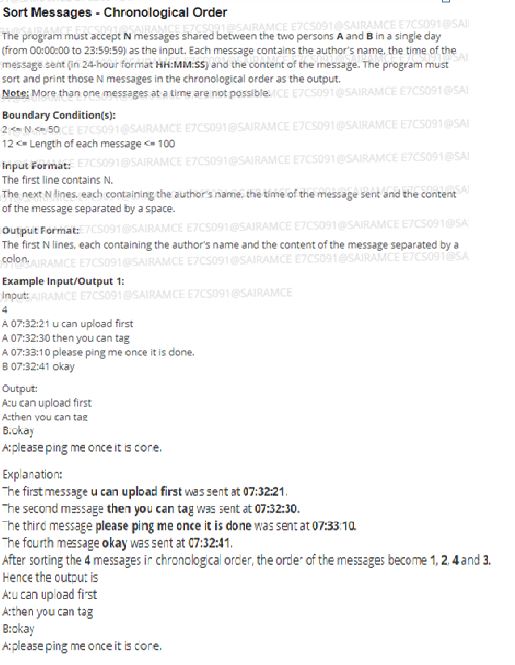 Sort Messages - Chronological Order
The program must accept N messages shared between the two persons A and B in a single day
(from 00:00:00 to 23:59:59) as the input. Each message contains the author's name, the time of the
message sent (in 24-hour format HH:MM:SS) and the content of the message. The program must
sort and print those N messages in the chronological order as the output.
Note: More than one messages at a time are not possible.
Boundary Condition(s):
2 <= N <= 50
12 <= Length of each message <= 100
Input Format:
The first line contains N.
The next N lines, each containing the author's name, the time of the message sent and the content
of the message separated by a space.
Output Format:
The first N lines, each containing the author's name and the content of the message separated by a
colon.
Example Input/Output 1:
Input:
4
A 07:32:21 u can upload first
A 07:32:30 then you can tag
A 07:33:10 please ping me once it is done.
B 07:32:41 okay
Output:
A:u can upload first
A:then you can tag
B:okay
A:please ping me once it is done.
Explanation:
The first message u can upload first was sent at 07:32:21.
The second message then you can tag was sent at 07:32:30.
The third message please ping me once it is done was sent at 07:33:10.
The fourth message okay was sent at 07:32:41.
After sorting the 4 messages in chronological order, the order of the messages become 1, 2, 4 and 3.
Hence the output is
A:u can upload first
A:then you can tag
B:okay
A:please ping me once it is done.
E7CS091@SAIRAMCE